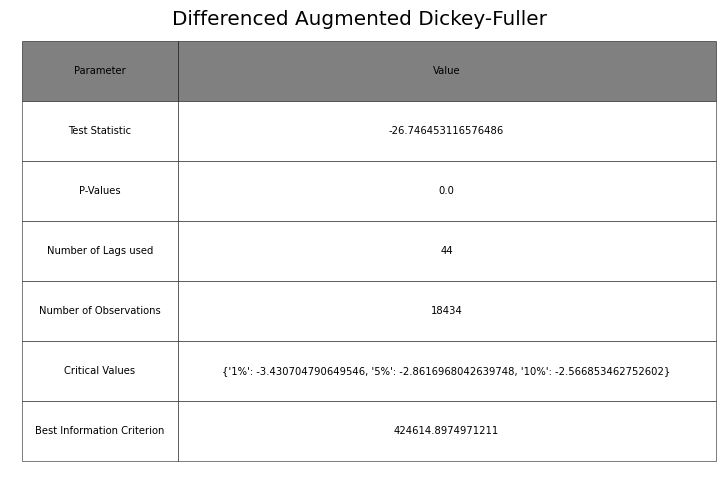 Differenced Augmented Dickey-Fuller
Parameter Value
Test Statistic -26.746453116576486
P-Values 0.0
Number of Lags used 44
Number of Observations 18434
Critical Values {'1%': -3.430704790649546, '5%': -2.8616968042639748, '10%': -2.566853462752602}
Best Information Criterion 424614.8974971211